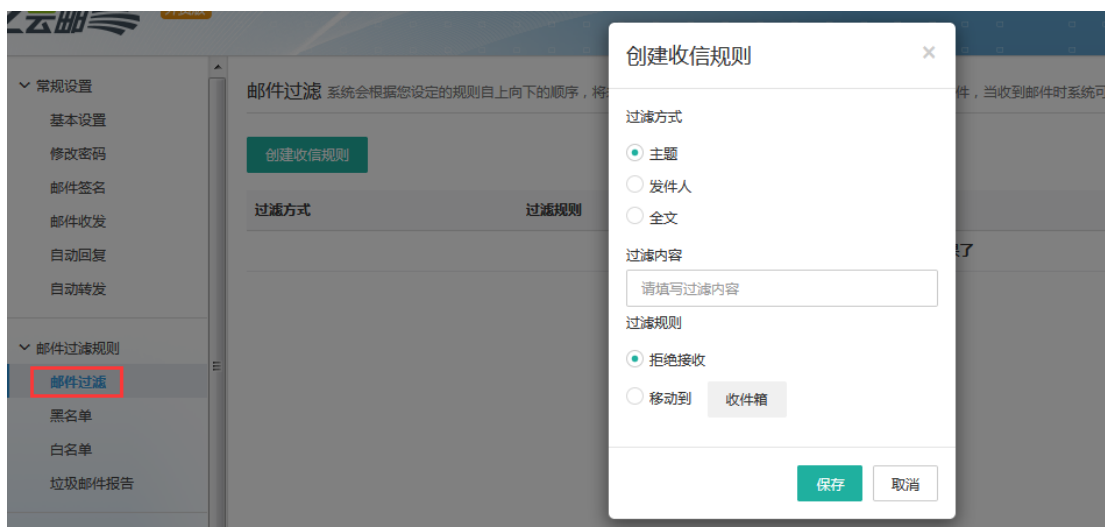 云邮
创建收信规则
×
常规设置
基本设置
修改密码
邮件签名
邮件收发
自动回复
自动转发
邮件过滤规则
邮件过滤
黑名单
白名单
垃圾邮件报告
邮件过滤 系统会根据您设定的规则自上向下的顺序，将
件，当收到邮件时系统可
创建收信规则
过滤方式 过滤规则
了
过滤方式
主题
发件人
全文
过滤内容
请填写过滤内容
过滤规则
拒绝接收
移动到 收件箱
保存 取消